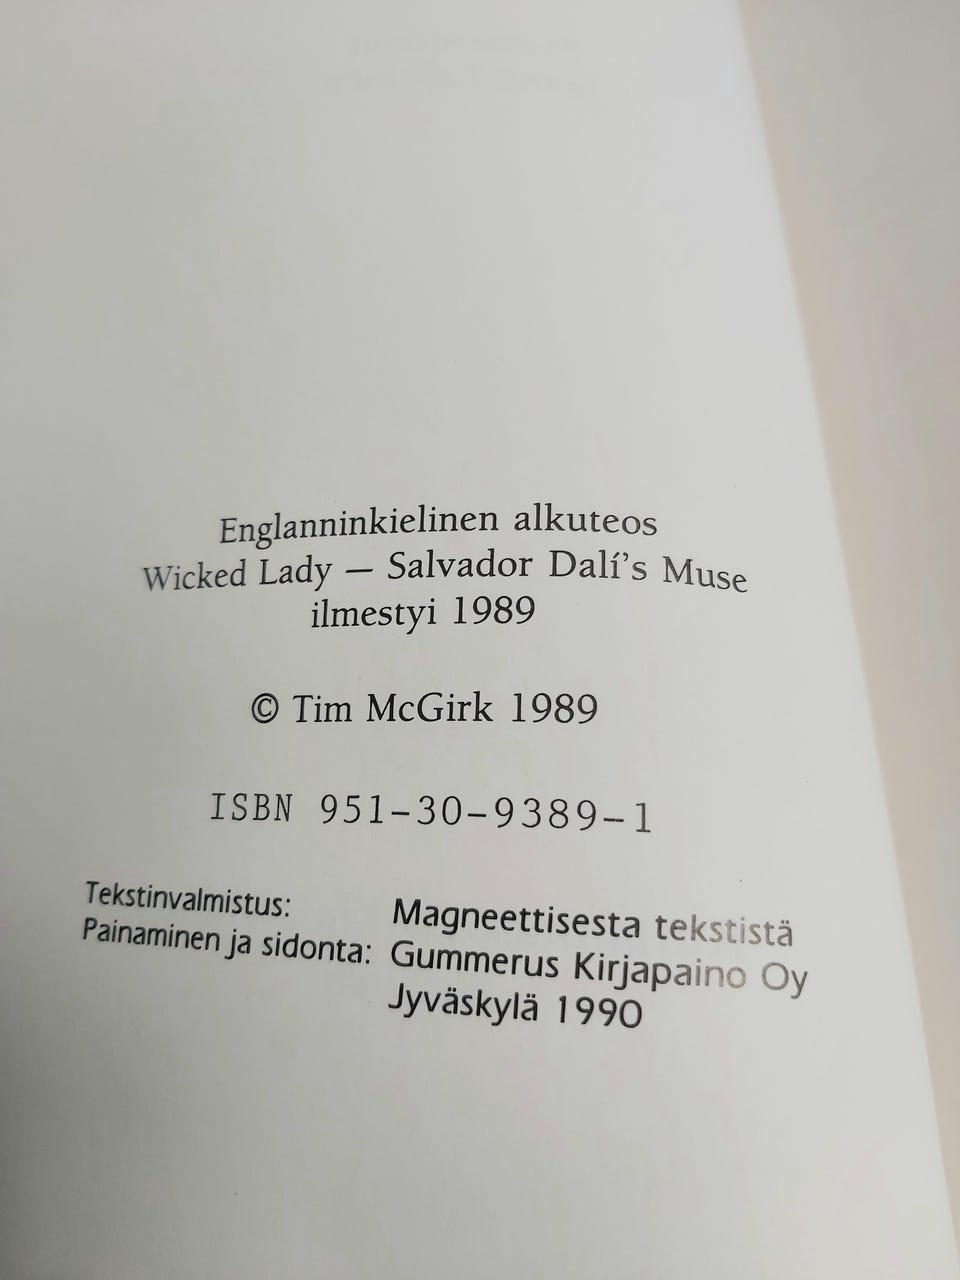 Englanninkielinen alkuteos
Wicked Lady — Salvador Dalí's Muse
ilmestyi 1989
© Tim McGirk 1989
ISBN 951-30-9389-1
Tekstinvalmistus: Magneettisesta tekstistä
Painaminen ja sidonta: Gummerus Kirjapaino Oy
Jyväskylä 1990